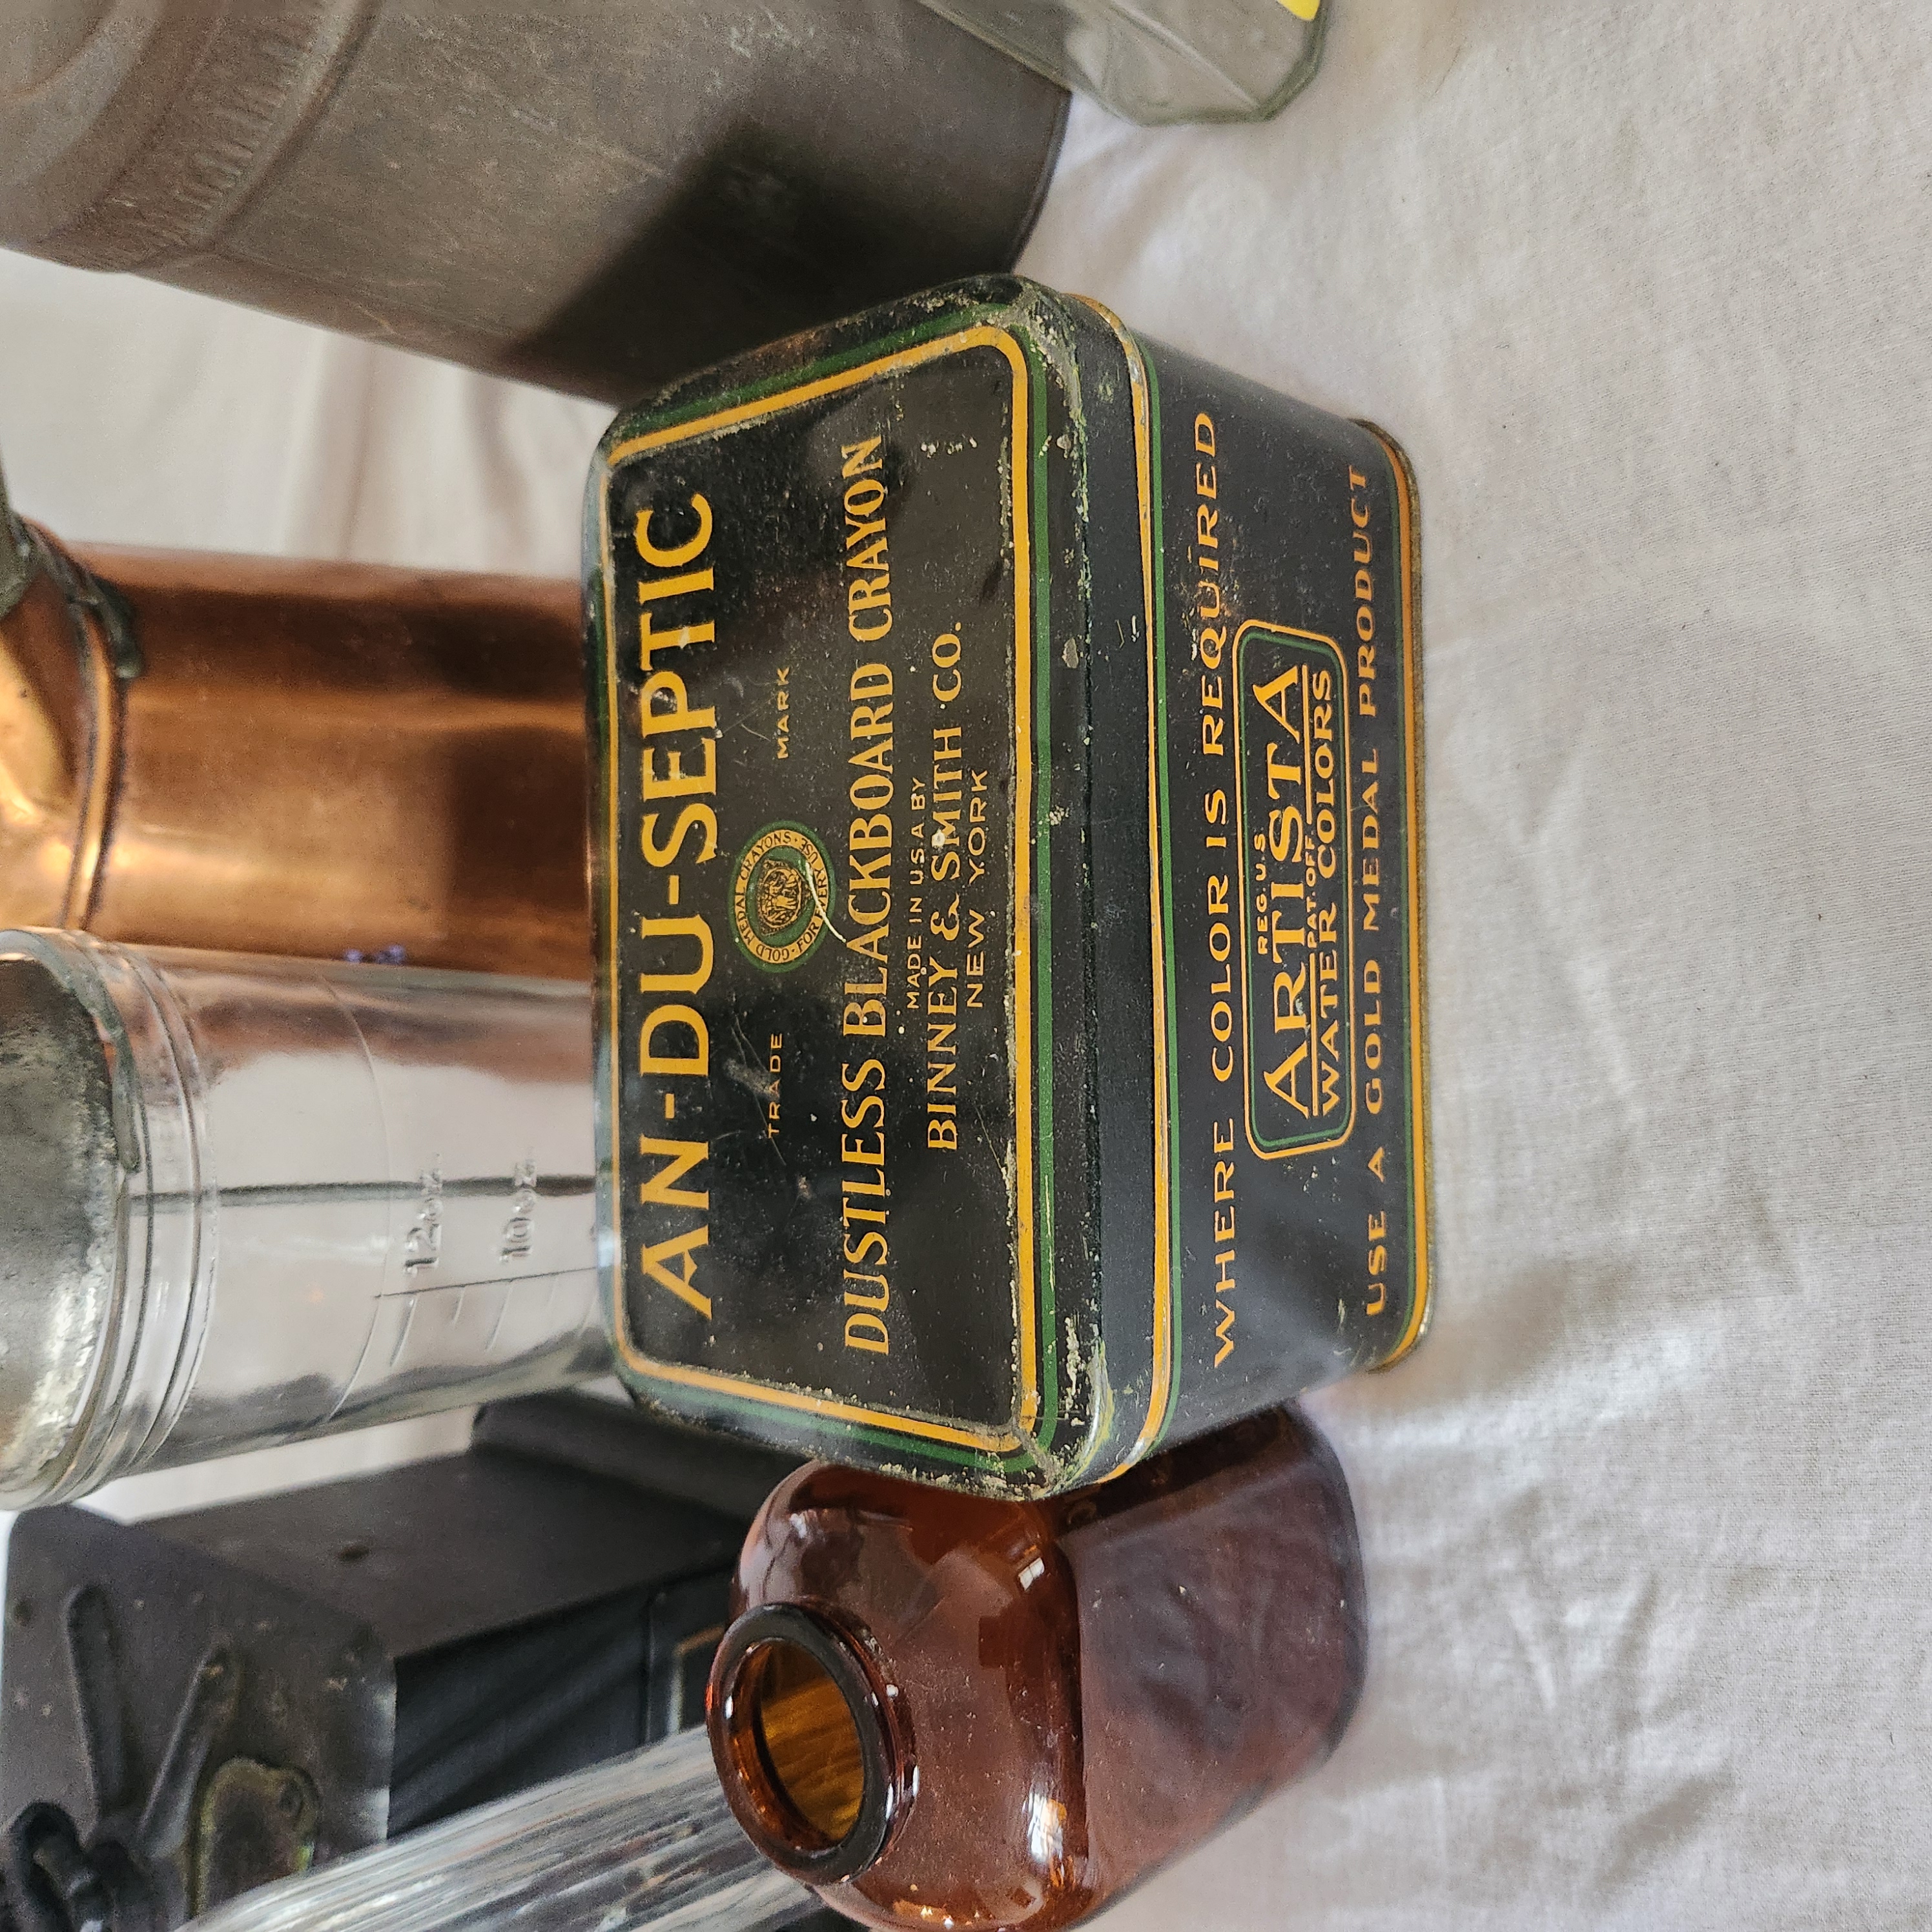 AN-DU-SEPTIC
TRADE MARK
GOLD MEDAL CRAYONS · FOR EVERY USE ·
DUSTLESS BLACKBOARD CRAYON
MADE IN U.S.A BY
BINNEY & SMITH CO.
NEW YORK
WHERE COLOR IS REQUIRED
REG.U.S
ARTISTA
PAT.OFF
WATER COLORS
USE A GOLD MEDAL PRODUCT
12oz
10oz